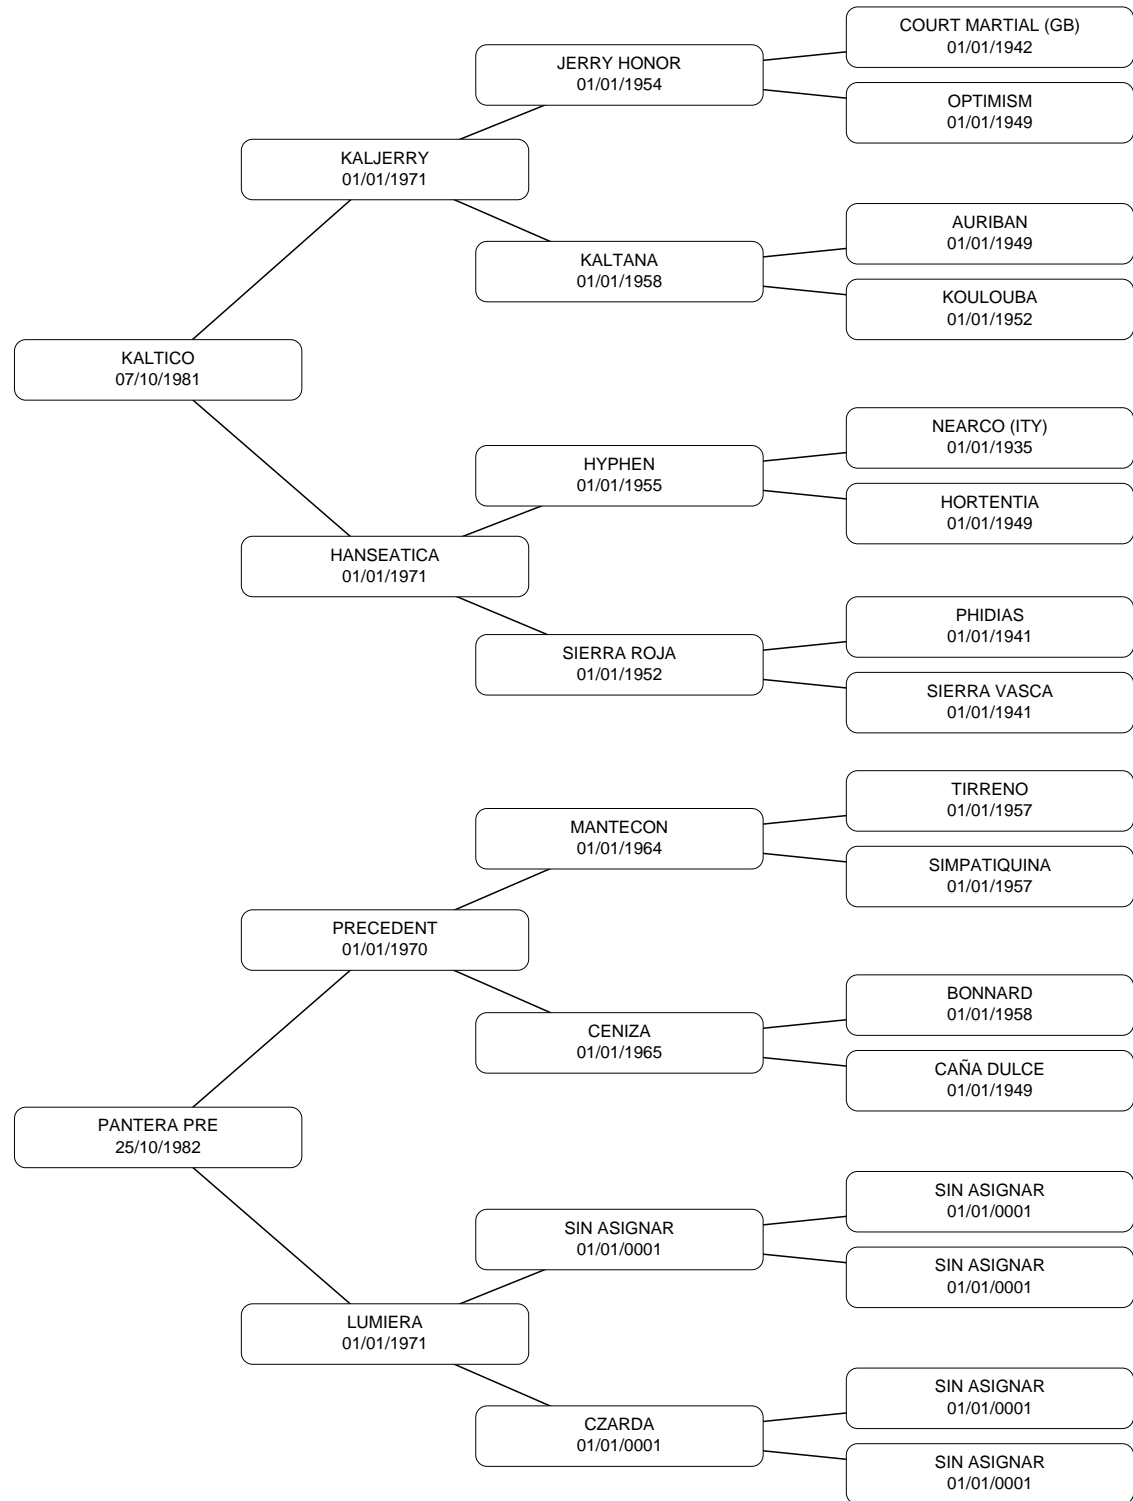 COURT MARTIAL (GB)
01/01/1942
JERRY HONOR
01/01/1954
OPTIMISM
01/01/1949
KALJERRY
01/01/1971
AURIBAN
01/01/1949
KALTANA
01/01/1958
KOULOUBA
01/01/1952
KALTICO
07/10/1981
NEARCO (ITY)
01/01/1935
HYPHEN
01/01/1955
HORTENTIA
01/01/1949
HANSEATICA
01/01/1971
PHIDIAS
01/01/1941
SIERRA ROJA
01/01/1952
SIERRA VASCA
01/01/1941
TIRRENO
01/01/1957
MANTECON
01/01/1964
SIMPATIQUINA
01/01/1957
PRECEDENT
01/01/1970
BONNARD
01/01/1958
CENIZA
01/01/1965
CAÑA DULCE
01/01/1949
PANTERA PRE
25/10/1982
SIN ASIGNAR
01/01/0001
SIN ASIGNAR
01/01/0001
SIN ASIGNAR
01/01/0001
LUMIERA
01/01/1971
SIN ASIGNAR
01/01/0001
CZARDA
01/01/0001
SIN ASIGNAR
01/01/0001